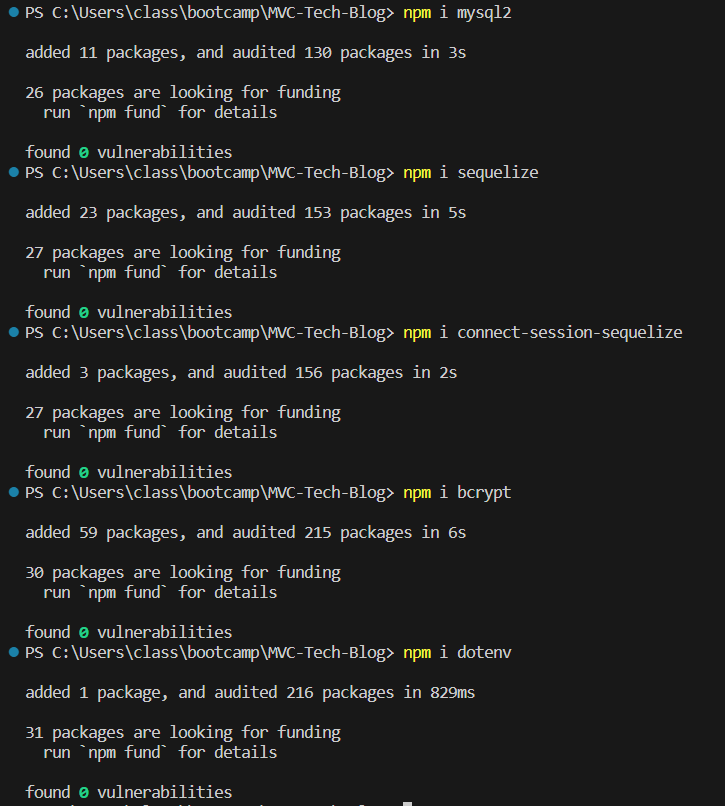 PS C:\Users\class\bootcamp\MVC-Tech-Blog> npm i mysql2
added 11 packages, and audited 130 packages in 3s
26 packages are looking for funding
run `npm fund` for details
found 0 vulnerabilities
PS C:\Users\class\bootcamp\MVC-Tech-Blog> npm i sequelize
added 23 packages, and audited 153 packages in 5s
27 packages are looking for funding
run `npm fund` for details
found 0 vulnerabilities
PS C:\Users\class\bootcamp\MVC-Tech-Blog> npm i connect-session-sequelize
added 3 packages, and audited 156 packages in 2s
27 packages are looking for funding
run `npm fund` for details
found 0 vulnerabilities
PS C:\Users\class\bootcamp\MVC-Tech-Blog> npm i bcrypt
added 59 packages, and audited 215 packages in 6s
30 packages are looking for funding
run `npm fund` for details
found 0 vulnerabilities
PS C:\Users\class\bootcamp\MVC-Tech-Blog> npm i dotenv
added 1 package, and audited 216 packages in 829ms
31 packages are looking for funding
run `npm fund` for details
found 0 vulnerabilities